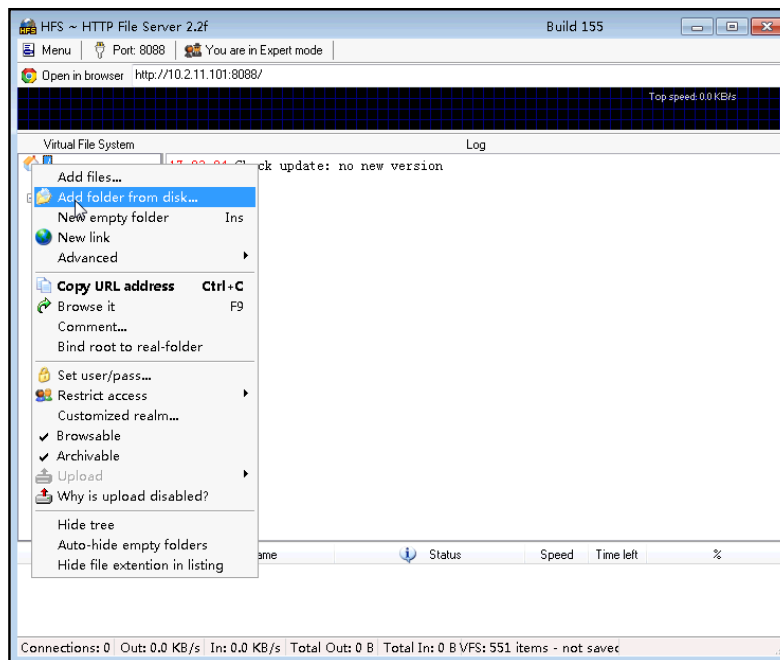 HFS ~ HTTP File Server 2.2f Build 155
Menu Port: 8088 You are in Expert mode
Open in browser http://10.2.11.101:8088/
Top speed: 0.0 KB/s
Virtual File System Log
Check update: no new version
Add files...
Add folder from disk...
New empty folder Ins
New link
Advanced
Copy URL address Ctrl+C
Browse it F9
Comment...
Bind root to real-folder
Set user/pass...
Restrict access
Customized realm...
Browsable
Archivable
Upload
Why is upload disabled?
Hide tree
Auto-hide empty folders
Hide file extention in listing
Status Speed Time left %
Connections: 0 Out: 0.0 KB/s In: 0.0 KB/s Total Out: 0 B Total In: 0 B VFS: 551 items - not saved